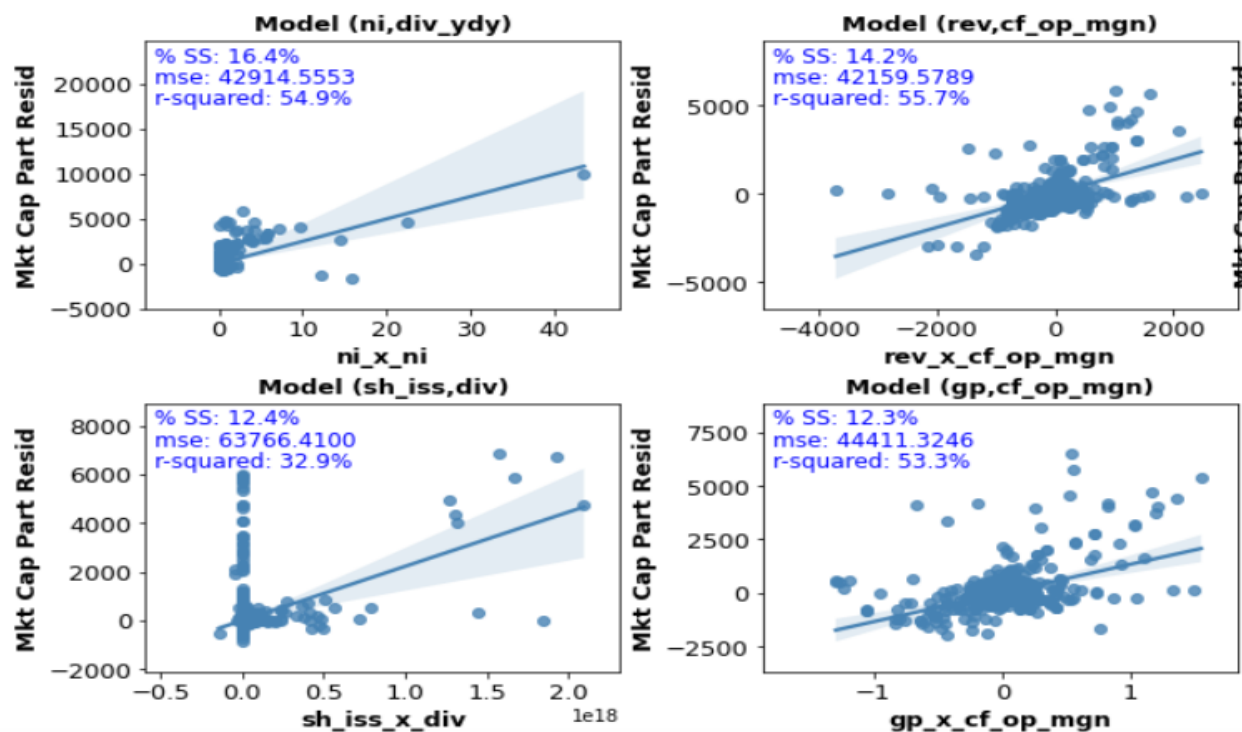 Model (ni,div_ydy)
% SS: 16.4%
mse: 42914.5553
r-squared: 54.9%
Mkt Cap Part Resid
20000
15000
10000
5000
0
−5000
0 10 20 30 40
ni_x_ni
Model (rev,cf_op_mgn)
% SS: 14.2%
mse: 42159.5789
r-squared: 55.7%
Mkt Cap Part Resid
5000
0
−5000
−4000 −2000 0 2000
rev_x_cf_op_mgn
Mkt Cap Part Resid
Model (sh_iss,div)
% SS: 12.4%
mse: 63766.4100
r-squared: 32.9%
Mkt Cap Part Resid
8000
6000
4000
2000
0
−2000
−0.5 0.0 0.5 1.0 1.5 2.0
1e18
sh_iss_x_div
Model (gp,cf_op_mgn)
% SS: 12.3%
mse: 44411.3246
r-squared: 53.3%
Mkt Cap Part Resid
7500
5000
2500
0
−2500
−1 0 1
gp_x_cf_op_mgn